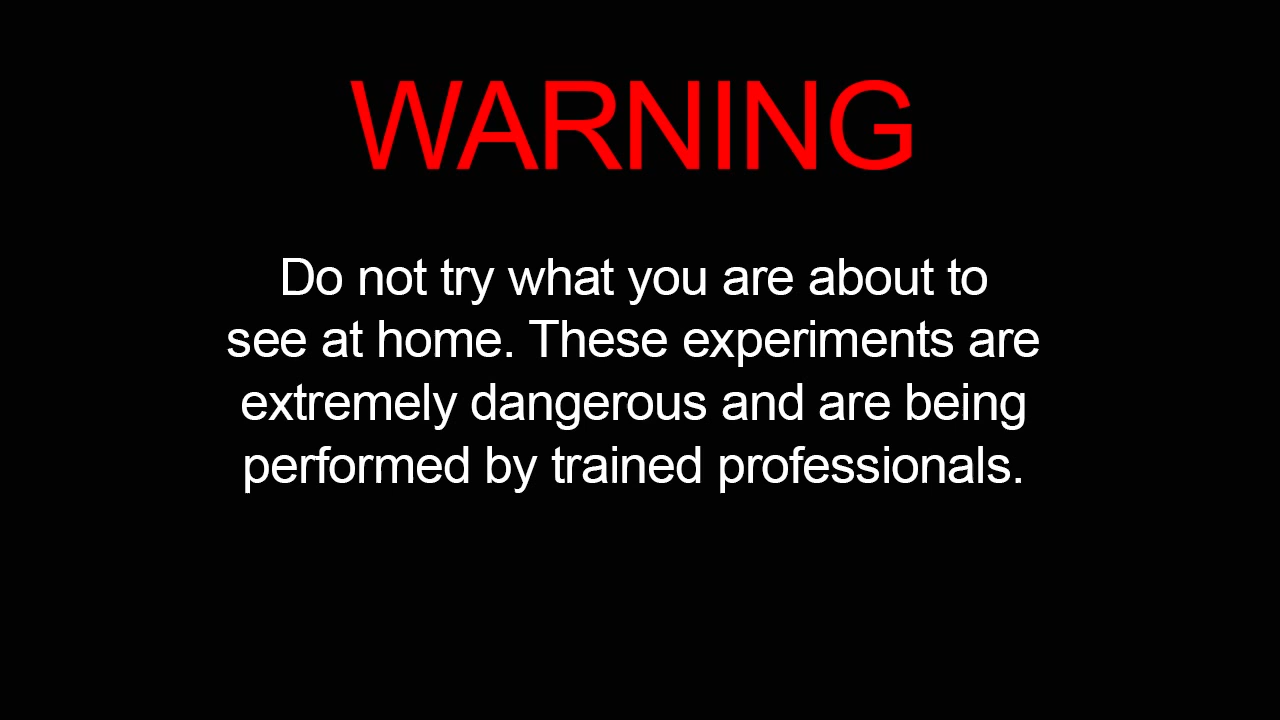 WARNING
Do not try what you are about to
see at home. These experiments are
extremely dangerous and are being
performed by trained professionals.